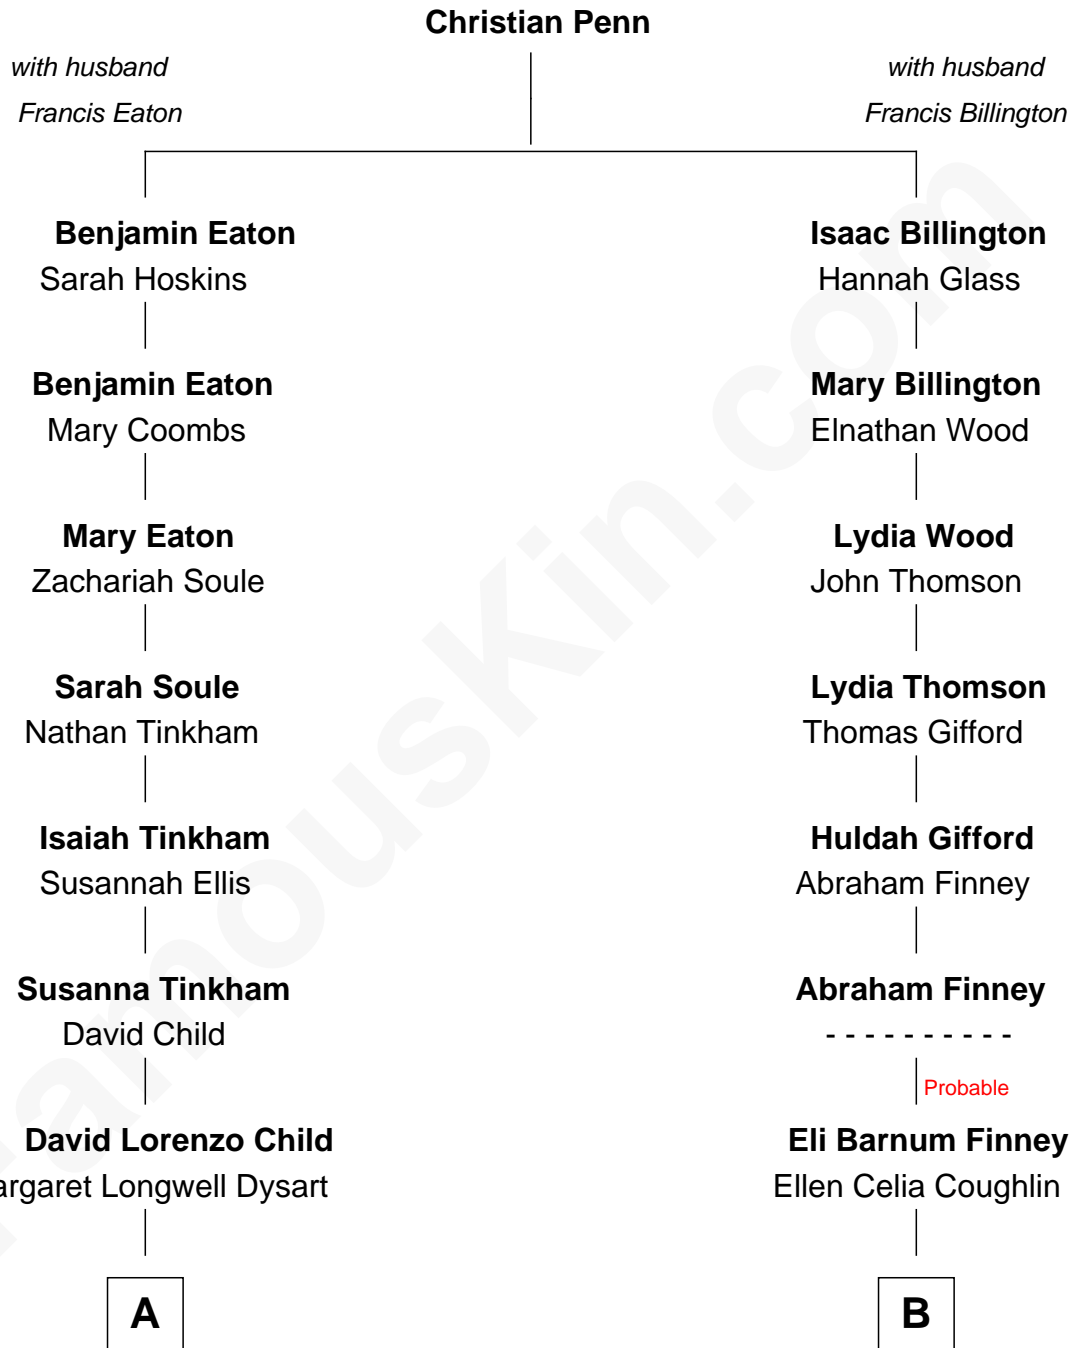 Christian Penn
with husband
Francis Eaton
with husband
Francis Billington
Benjamin Eaton
Sarah Hoskins
Isaac Billington
Hannah Glass
Benjamin Eaton
Mary Coombs
Mary Billington
Elnathan Wood
Mary Eaton
Zachariah Soule
Lydia Wood
John Thomson
Sarah Soule
Nathan Tinkham
Lydia Thomson
Thomas Gifford
Isaiah Tinkham
Susannah Ellis
Huldah Gifford
Abraham Finney
Susanna Tinkham
David Child
Abraham Finney
- - - - - - - - - -
Probable
David Lorenzo Child
argaret Longwell Dysart
Eli Barnum Finney
Ellen Celia Coughlin
A
B
FamousKin.com